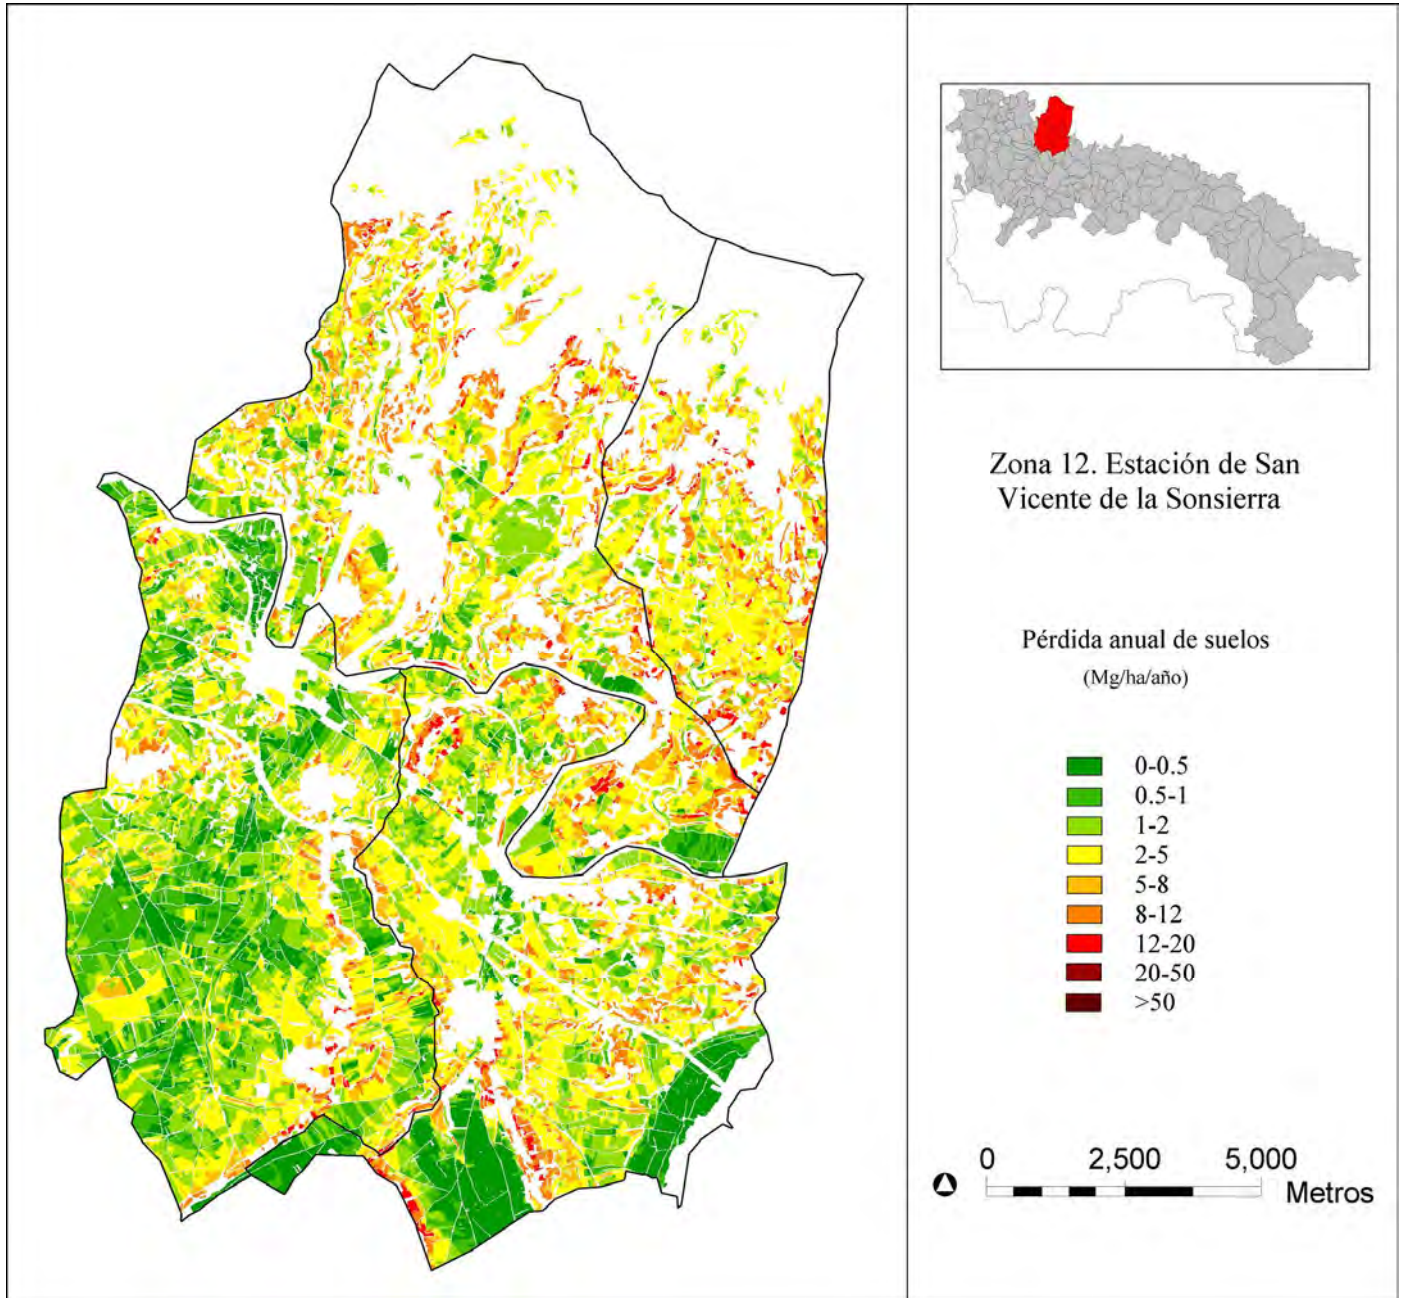 Zona 12. Estación de San
Vicente de la Sonsierra
Pérdida anual de suelos
(Mg/ha/año)
0-0.5
0.5-1
1-2
2-5
5-8
8-12
12-20
20-50
>50
0 2,500 5,000
Metros